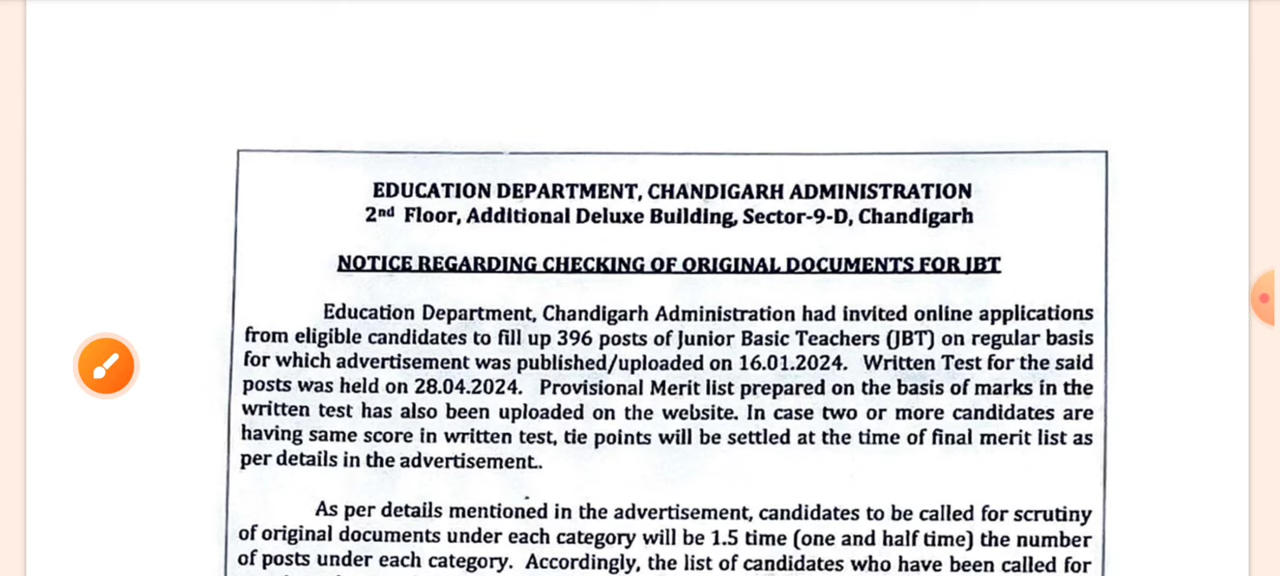 EDUCATION DEPARTMENT, CHANDIGARH ADMINISTRATION
2nd Floor, Additional Deluxe Building, Sector-9-D, Chandigarh
NOTICE REGARDING CHECKING OF ORIGINAL DOCUMENTS FOR JBT
Education Department, Chandigarh Administration had invited online applications
from eligible candidates to fill up 396 posts of Junior Basic Teachers (JBT) on regular basis
for which advertisement was published/uploaded on 16.01.2024. Written Test for the said
posts was held on 28.04.2024. Provisional Merit list prepared on the basis of marks in the
written test has also been uploaded on the website. In case two or more candidates are
having same score in written test, tie points will be settled at the time of final merit list as
per details in the advertisement..
As per details mentioned in the advertisement, candidates to be called for scrutiny
of original documents under each category will be 1.5 time (one and half time) the number
of posts under each category. Accordingly, the list of candidates who have been called for